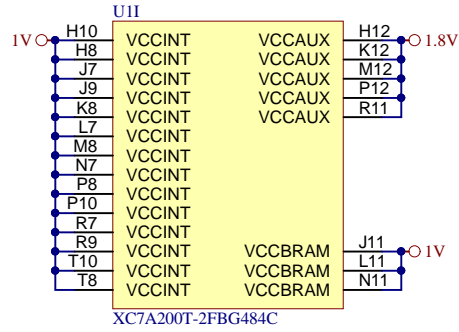 U1I
1V H10 VCCINT VCCAUX H12 1.8V
H8 VCCINT VCCAUX K12
J7 VCCINT VCCAUX M12
J9 VCCINT VCCAUX P12
K8 VCCINT VCCAUX R11
L7 VCCINT
M8 VCCINT
N7 VCCINT
P8 VCCINT
P10 VCCINT
R7 VCCINT
R9 VCCINT VCCBRAM J11 1V
T10 VCCINT VCCBRAM L11
T8 VCCINT VCCBRAM N11
XC7A200T-2FBG484C